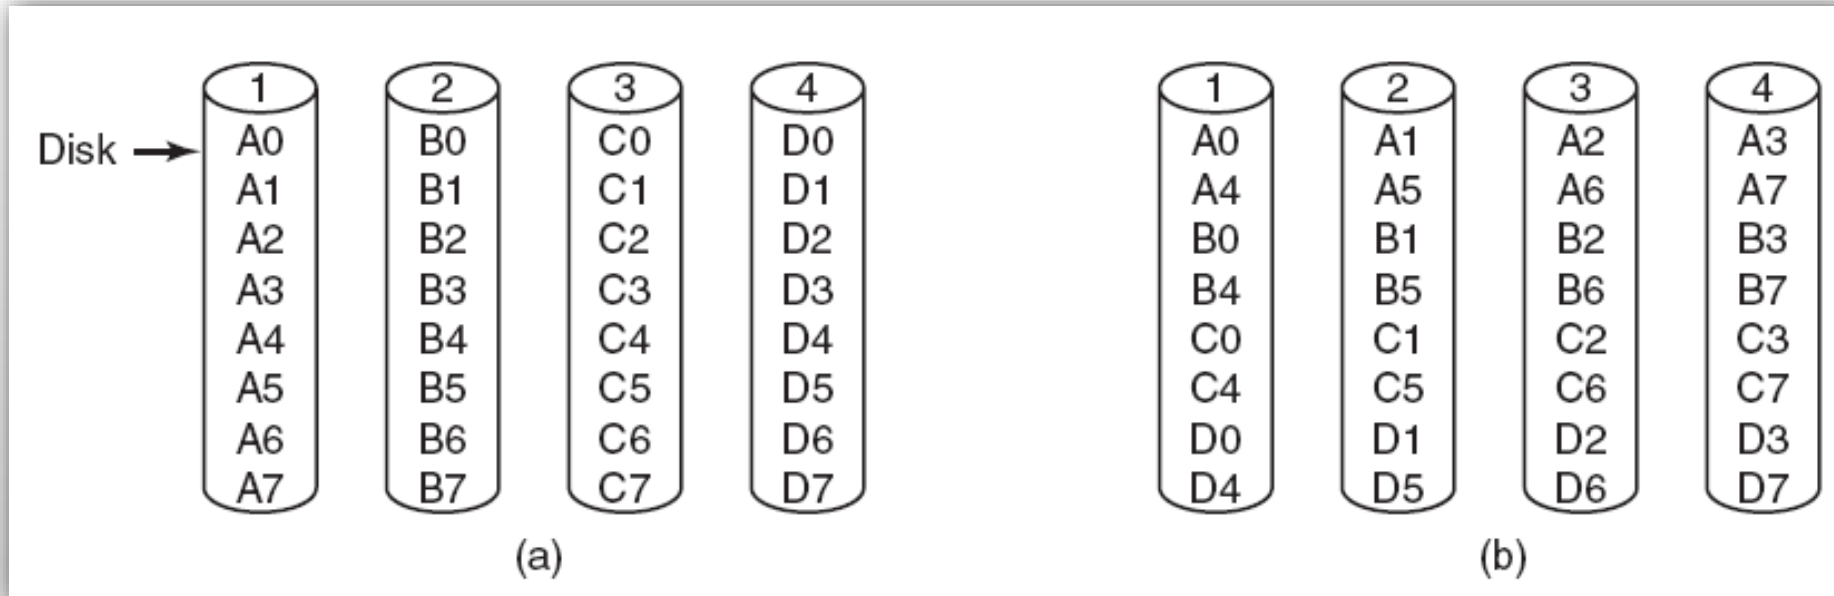 1 2 3 4 1 2 3 4
Disk A0 B0 C0 D0 A0 A1 A2 A3
A1 B1 C1 D1 A4 A5 A6 A7
A2 B2 C2 D2 B0 B1 B2 B3
A3 B3 C3 D3 B4 B5 B6 B7
A4 B4 C4 D4 C0 C1 C2 C3
A5 B5 C5 D5 C4 C5 C6 C7
A6 B6 C6 D6 D0 D1 D2 D3
A7 B7 C7 D7 D4 D5 D6 D7
(a) (b)